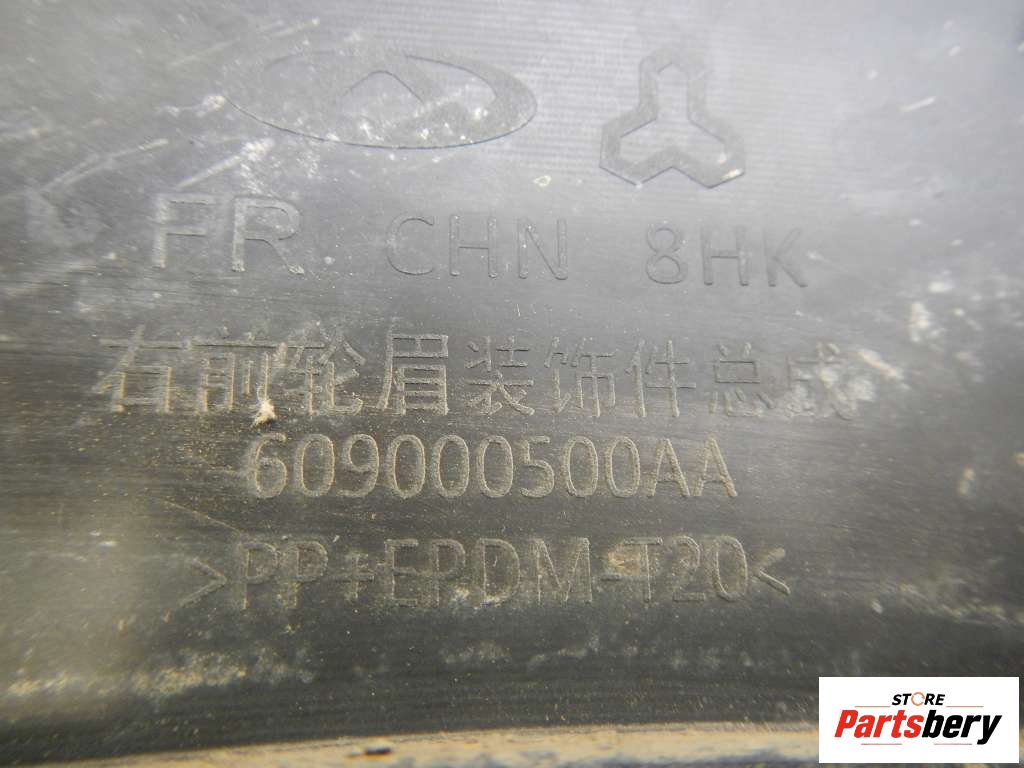 FR CHN 8HK
右前轮眉装饰件总成
609000500AA
>PP+EPDM-T20<
STORE
Partsbery